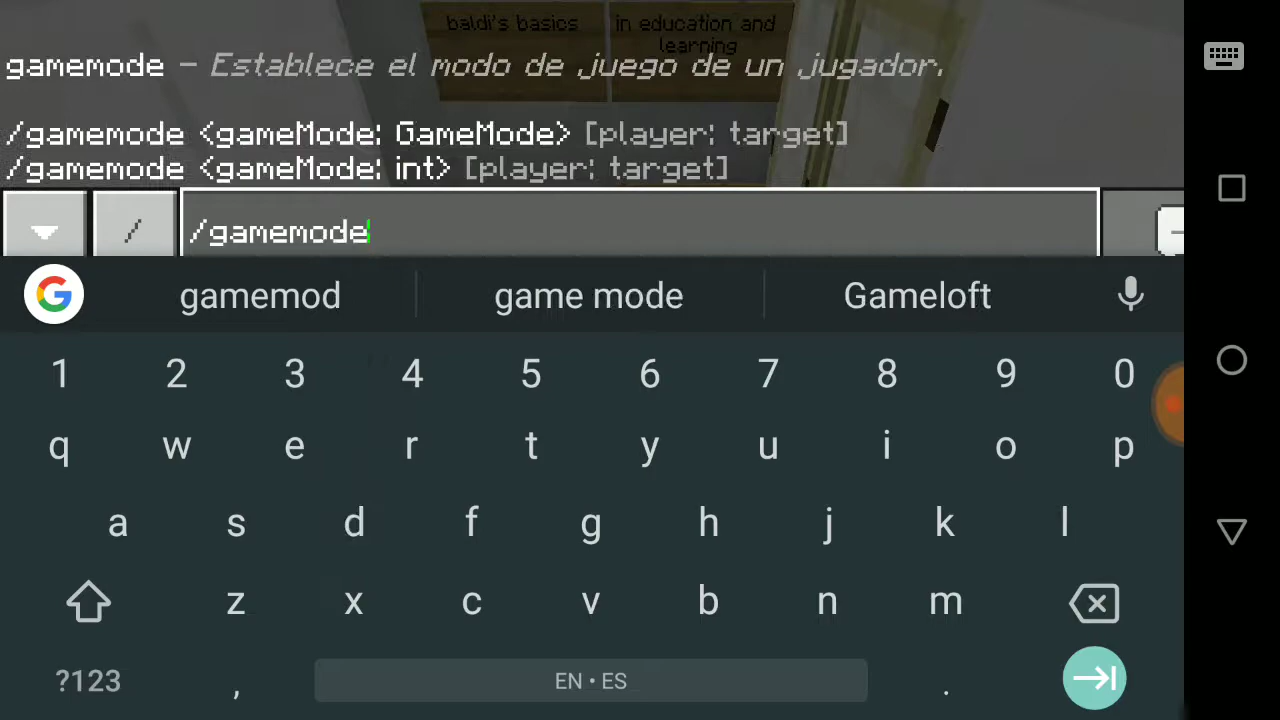 baldi's basics
in education and
learning
gamemode – Establece el modo de juego de un jugador.
/gamemode <gameMode: GameMode> [player: target]
/gamemode <gameMode: int> [player: target]
/
/gamemode
G
gamemod
game mode
Gameloft
1 2 3 4 5 6 7 8 9 0
q w e r t y u i o p
a s d f g h j k l
z x c v b n m
?123 , EN • ES .